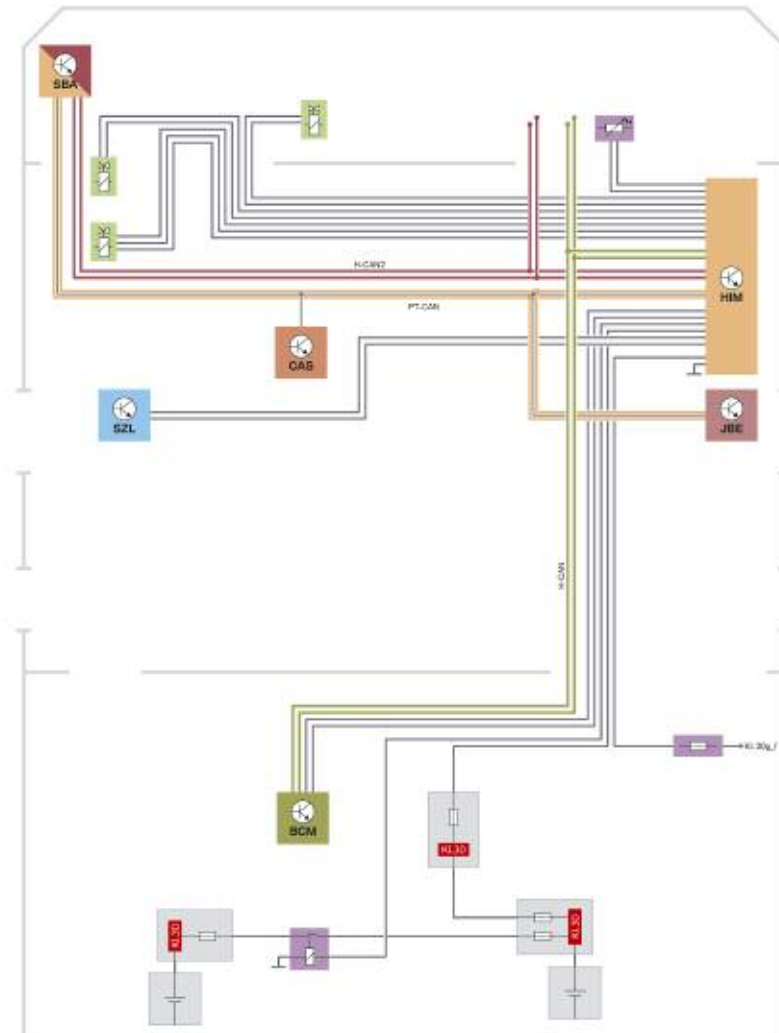 SBA
H-CAN2
HIM
PT-CAN
CAS
SZL
JBE
H-CAN
BCM
KL30
KL30
KL30